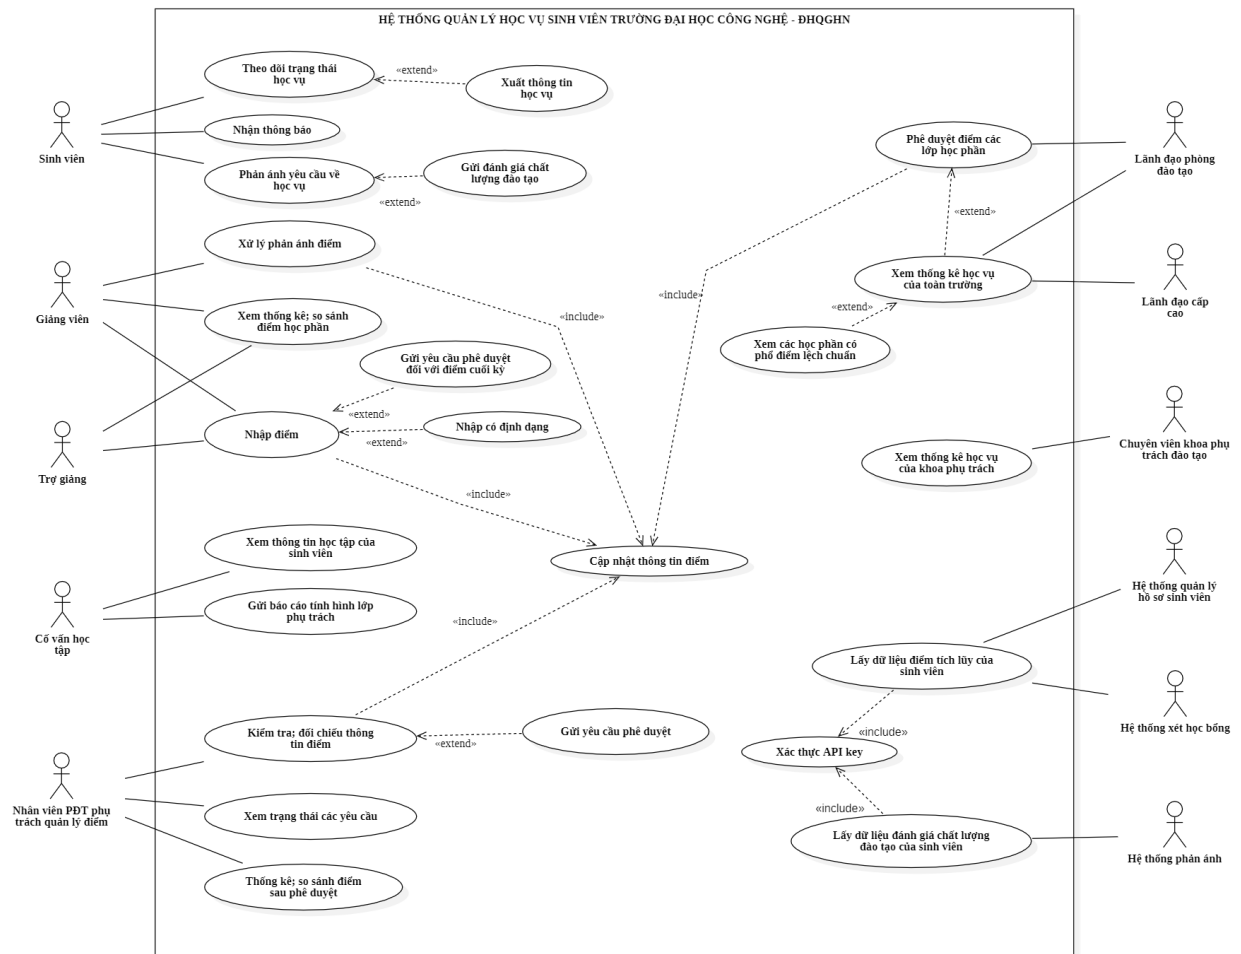 HỆ THỐNG QUẢN LÝ HỌC VỤ SINH VIÊN TRƯỜNG ĐẠI HỌC CÔNG NGHỆ - ĐHQGHN
Theo dõi trạng thái
học vụ
«extend»
Xuất thông tin
học vụ
Sinh viên
Nhận thông báo
Phản ánh yêu cầu về
học vụ
Gửi đánh giá chất
lượng đào tạo
«extend»
Phê duyệt điểm các
lớp học phần
Lãnh đạo phòng
đào tạo
«extend»
Xử lý phản ánh điểm
Giảng viên
Xem thống kê; so sánh
điểm học phần
«include»
«include»
Xem thống kê học vụ
của toàn trường
Lãnh đạo cấp
cao
«extend»
Xem các học phần có
phổ điểm lệch chuẩn
Gửi yêu cầu phê duyệt
đối với điểm cuối kỳ
«extend»
Nhập điểm
Nhập có định dạng
«extend»
Trợ giảng
«include»
Xem thống kê học vụ
của khoa phụ trách
Chuyên viên khoa phụ
trách đào tạo
Xem thông tin học tập của
sinh viên
Cập nhật thông tin điểm
Gửi báo cáo tính hình lớp
phụ trách
Cố vấn học
tập
«include»
Hệ thống quản lý
hồ sơ sinh viên
Lấy dữ liệu điểm tích lũy của
sinh viên
Hệ thống xét học bổng
Kiểm tra; đối chiếu thông
tin điểm
«extend»
Gửi yêu cầu phê duyệt
«include»
Xác thực API key
Nhân viên PĐT phụ
trách quản lý điểm
Xem trạng thái các yêu cầu
«include»
Lấy dữ liệu đánh giá chất lượng
đào tạo của sinh viên
Hệ thống phản ánh
Thống kê; so sánh điểm
sau phê duyệt